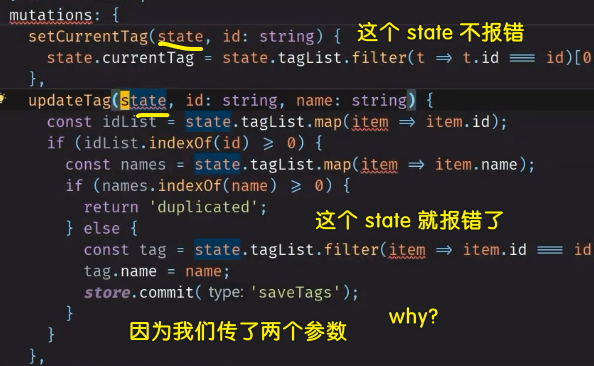 mutations: {
setCurrentTag(state, id: string) { 这个 state 不报错
state.currentTag = state.tagList.filter(t => t.id === id)[0
},
updateTag(state, id: string, name: string) {
const idList = state.tagList.map(item => item.id);
if (idList.indexOf(id) >= 0) {
const names = state.tagList.map(item => item.name);
if (names.indexOf(name) >= 0) {
return 'duplicated';
} else { 这个 state 就报错了
const tag = state.tagList.filter(item => item.id === id
tag.name = name;
store.commit( type: 'saveTags');
} why?
因为我们传了两个参数
}
},